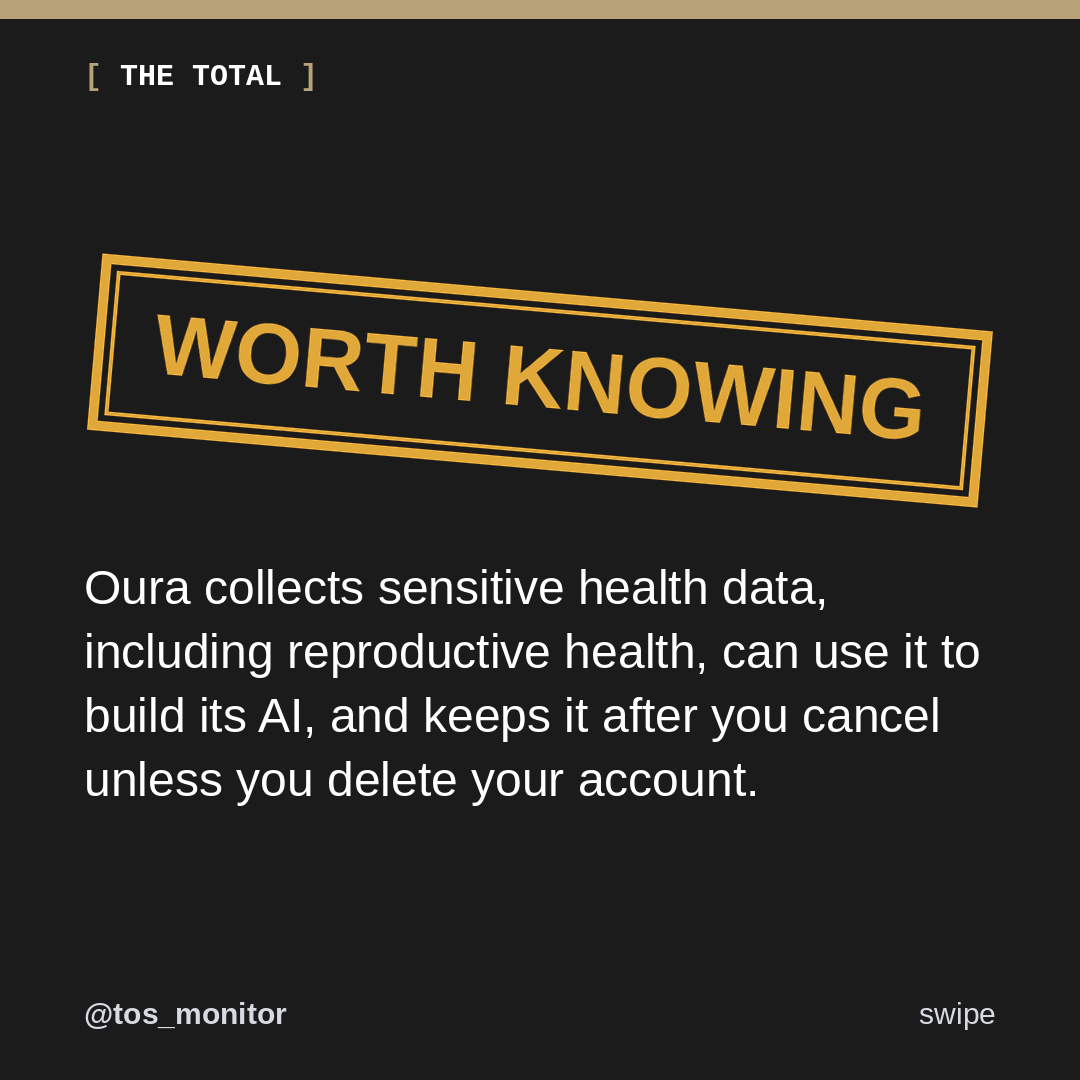 [ THE TOTAL ]
WORTH KNOWING
Oura collects sensitive health data,
including reproductive health, can use it to
build its AI, and keeps it after you cancel
unless you delete your account.
@tos_monitor
swipe